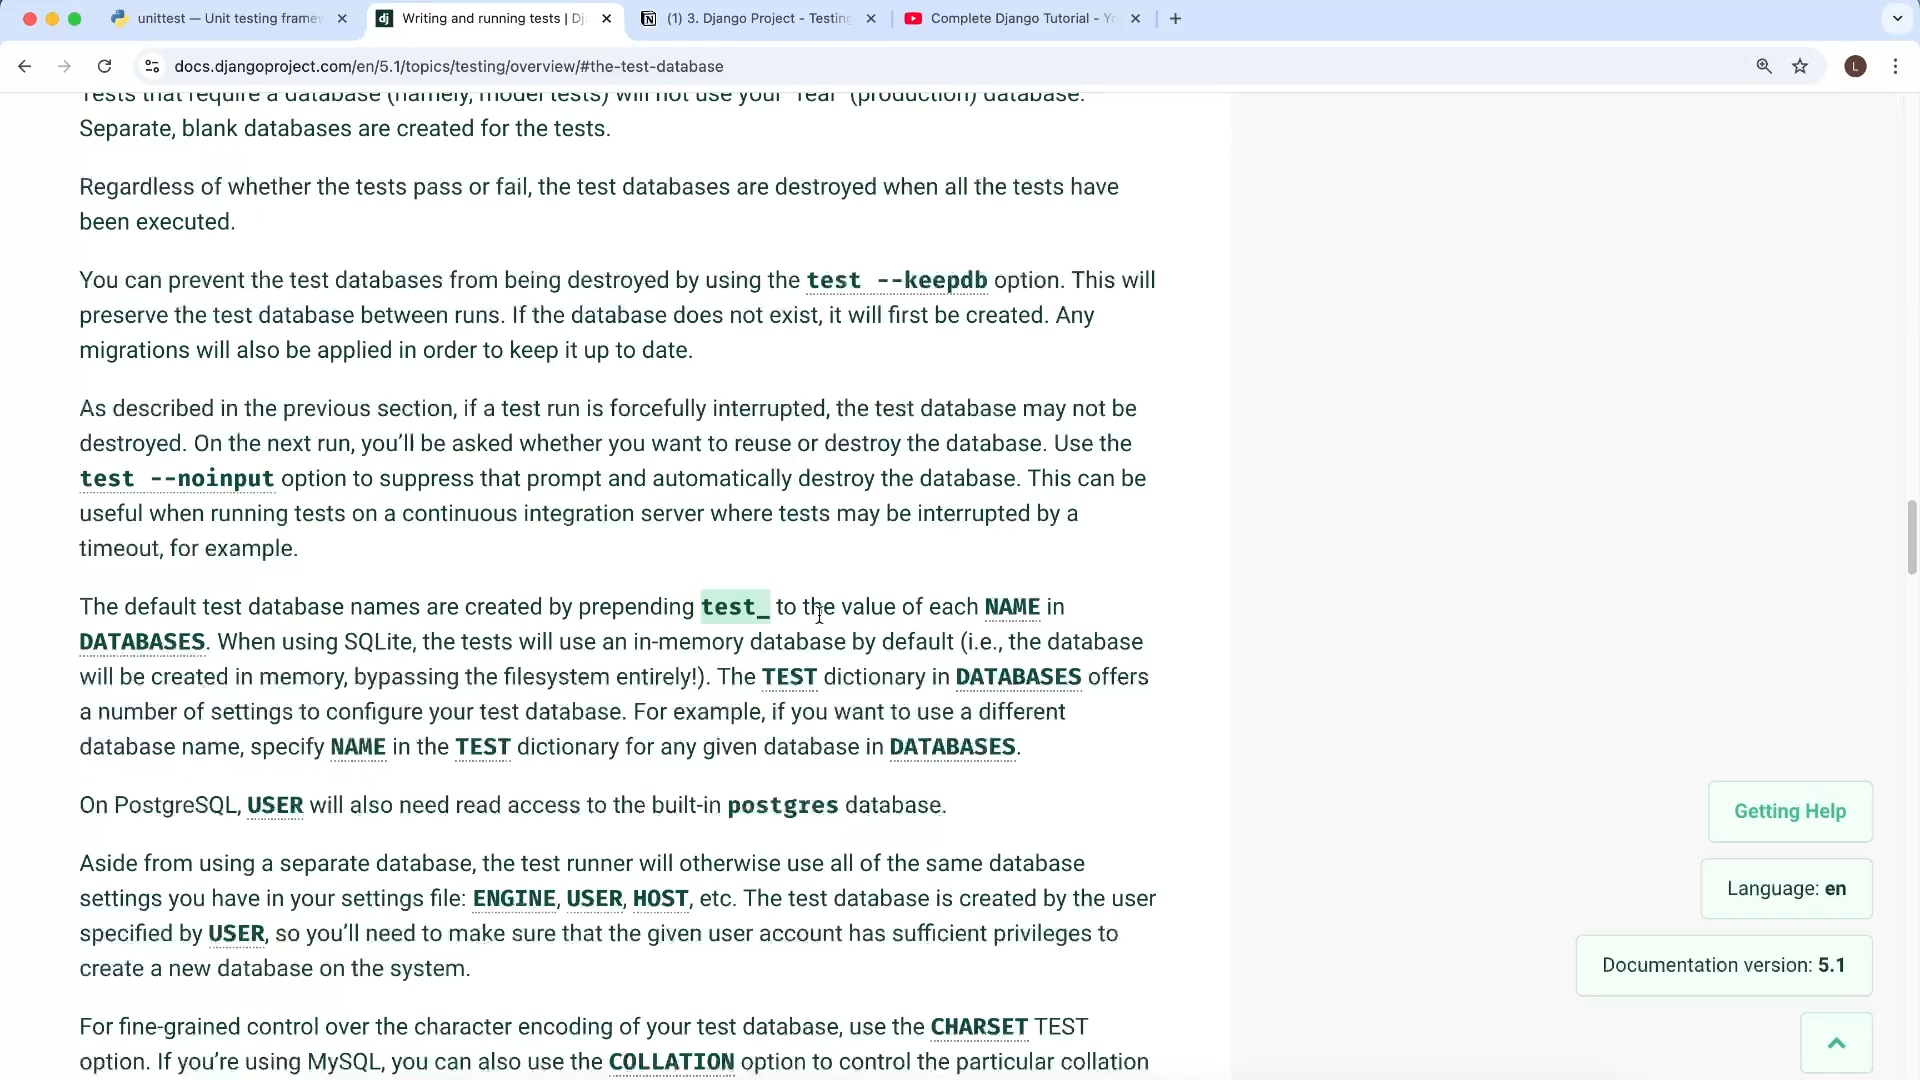 unittest — Unit testing framew
Writing and running tests | Dj
(1) 3. Django Project - Testing
Complete Django Tutorial - Yo
docs.djangoproject.com/en/5.1/topics/testing/overview/#the-test-database
L
Tests that require a database (namely, model tests) will not use your "real" (production) database.
Separate, blank databases are created for the tests.
Regardless of whether the tests pass or fail, the test databases are destroyed when all the tests have
been executed.
You can prevent the test databases from being destroyed by using the test --keepdb option. This will
preserve the test database between runs. If the database does not exist, it will first be created. Any
migrations will also be applied in order to keep it up to date.
As described in the previous section, if a test run is forcefully interrupted, the test database may not be
destroyed. On the next run, you’ll be asked whether you want to reuse or destroy the database. Use the
test --noinput option to suppress that prompt and automatically destroy the database. This can be
useful when running tests on a continuous integration server where tests may be interrupted by a
timeout, for example.
The default test database names are created by prepending test_ to the value of each NAME in
DATABASES. When using SQLite, the tests will use an in-memory database by default (i.e., the database
will be created in memory, bypassing the filesystem entirely!). The TEST dictionary in DATABASES offers
a number of settings to configure your test database. For example, if you want to use a different
database name, specify NAME in the TEST dictionary for any given database in DATABASES.
On PostgreSQL, USER will also need read access to the built-in postgres database.
Aside from using a separate database, the test runner will otherwise use all of the same database
settings you have in your settings file: ENGINE, USER, HOST, etc. The test database is created by the user
specified by USER, so you’ll need to make sure that the given user account has sufficient privileges to
create a new database on the system.
For fine-grained control over the character encoding of your test database, use the CHARSET TEST
option. If you’re using MySQL, you can also use the COLLATION option to control the particular collation
Getting Help
Language: en
Documentation version: 5.1